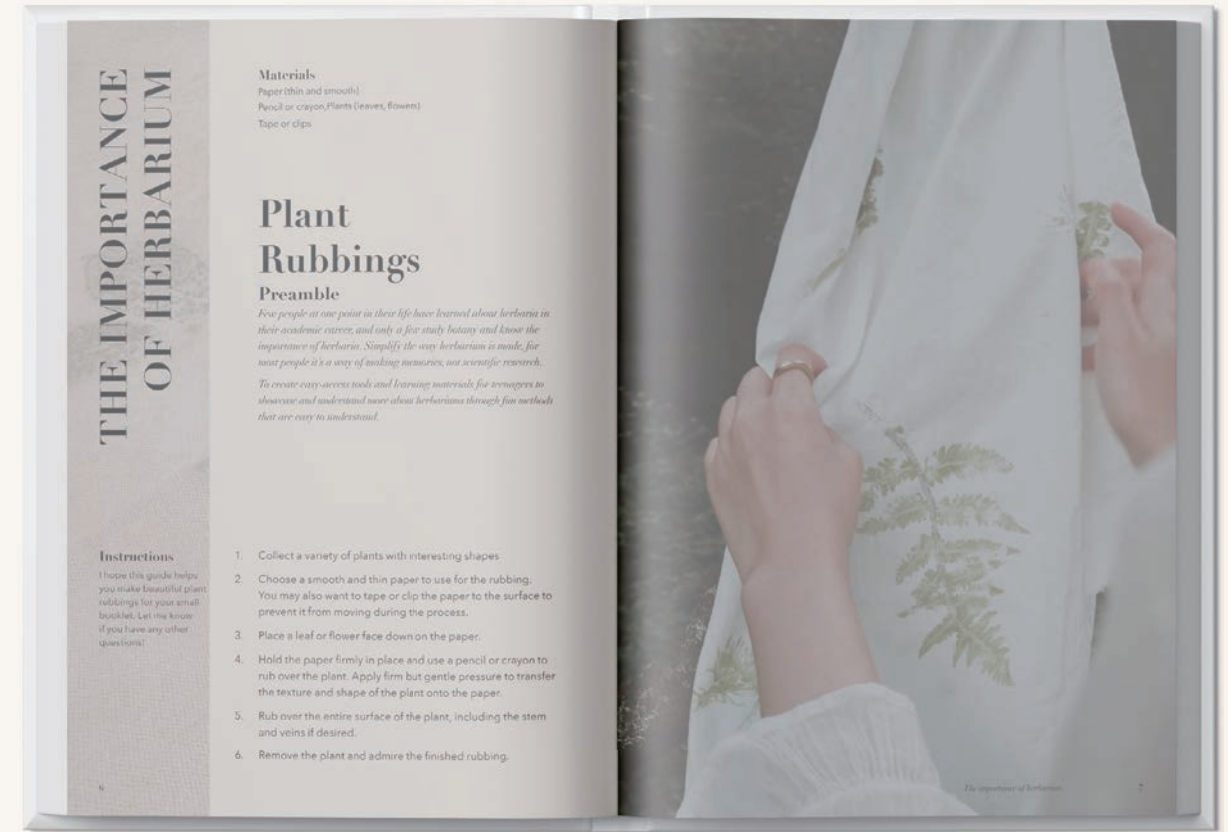 THE IMPORTANCE
OF HERBARIUM
Materials
Paper (thin and smooth)
Pencil or crayon,Plants (leaves, flowers)
Tape or clips
Plant
Rubbings
Preamble
Few people at one point in their life have learned about herbaria in
their academic career, and only a few study botany and know the
importance of herbaria. Simplify the way herbarium is made, for
most people it's a way of making memories, not scientific research.
To create easy-access tools and learning materials for teenagers to
showcase and understand more about herbariums through fun methods
that are easy to understand.
Instructions
I hope this guide helps
you make beautiful plant
rubbings for your small
booklet. Let me know
if you have any other
questions!
1. Collect a variety of plants with interesting shapes
2. Choose a smooth and thin paper to use for the rubbing.
You may also want to tape or clip the paper to the surface to
prevent it from moving during the process.
3. Place a leaf or flower face down on the paper.
4. Hold the paper firmly in place and use a pencil or crayon to
rub over the plant. Apply firm but gentle pressure to transfer
the texture and shape of the plant onto the paper.
5. Rub over the entire surface of the plant, including the stem
and veins if desired.
6. Remove the plant and admire the finished rubbing.
6
The importance of herbarium.
7